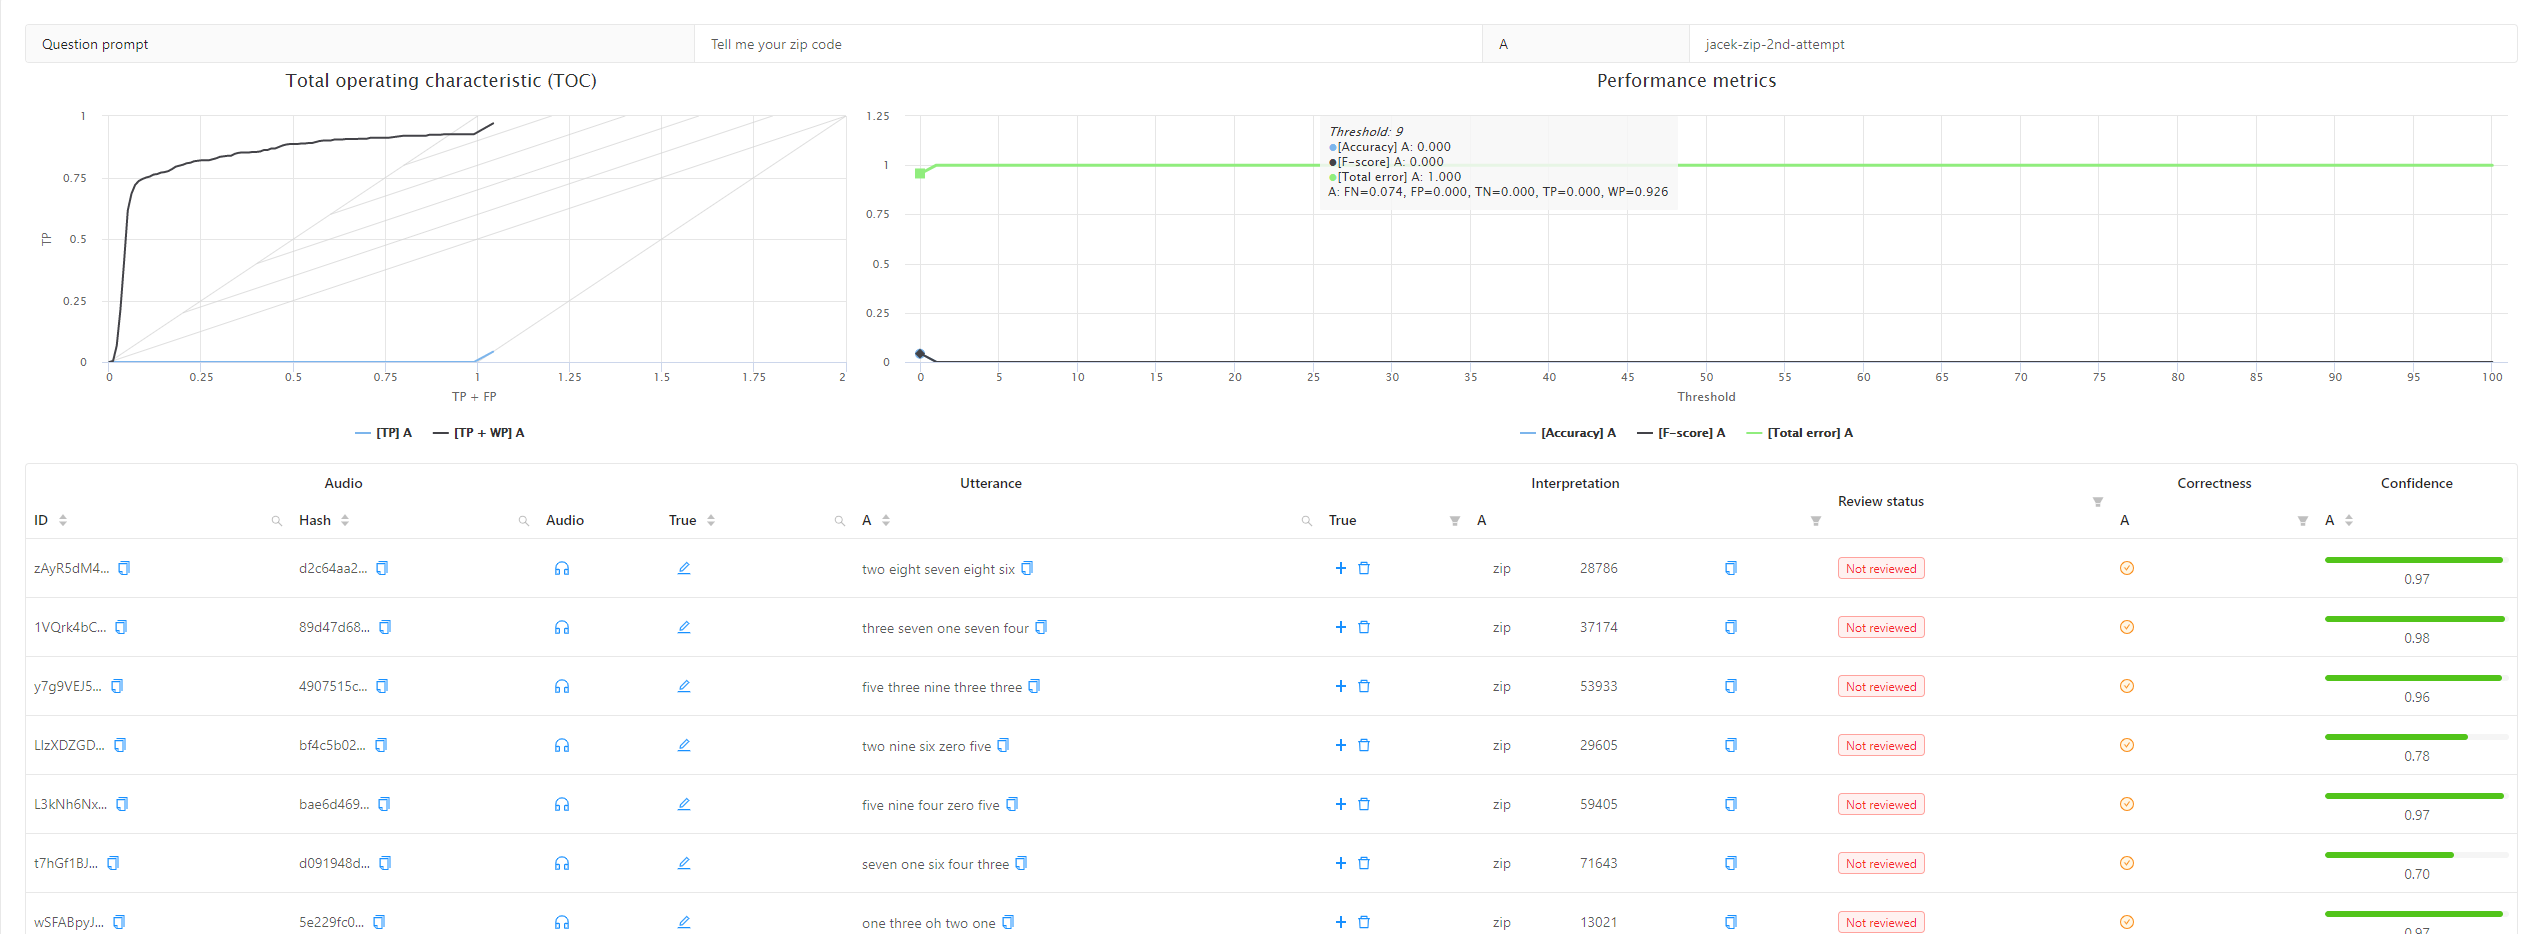 Question prompt Tell me your zip code A jacek-zip-2nd-attempt
Total operating characteristic (TOC)
1
0.75
TP
0.5
0.25
0
0 0.25 0.5 0.75 1 1.25 1.5 1.75 2
TP + FP
[TP] A [TP + WP] A
Performance metrics
1.25
1
0.75
0.5
0.25
0
Threshold: 9
[Accuracy] A: 0.000
[F-score] A: 0.000
[Total error] A: 1.000
A: FN=0.074, FP=0.000, TN=0.000, TP=0.000, WP=0.926
0 5 10 15 20 25 30 35 40 45 50 55 60 65 70 75 80 85 90 95 100
Threshold
[Accuracy] A [F-score] A [Total error] A
Audio Utterance Interpretation Review status Correctness Confidence
ID Hash Audio True A True A A A
zAyR5dM4... d2c64aa2... two eight seven eight six zip 28786 Not reviewed 0.97
1VQrk4bC... 89d47d68... three seven one seven four zip 37174 Not reviewed 0.98
y7g9VEJ5... 4907515c... five three nine three three zip 53933 Not reviewed 0.96
LlzXDZGD... bf4c5b02... two nine six zero five zip 29605 Not reviewed 0.78
L3kNh6Nx... bae6d469... five nine four zero five zip 59405 Not reviewed 0.97
t7hGf1BJ... d091948d... seven one six four three zip 71643 Not reviewed 0.70
wSFABpyJ... 5e229fc0... one three oh two one zip 13021 Not reviewed 0.97